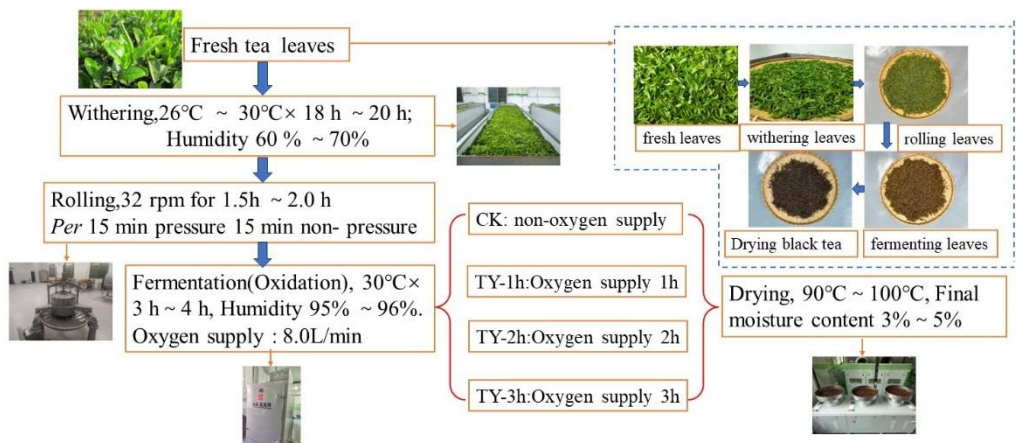 Fresh tea leaves
Withering,26℃ ~ 30℃× 18 h ~ 20 h;
Humidity 60 % ~ 70%
Rolling,32 rpm for 1.5h ~ 2.0 h
Per 15 min pressure 15 min non- pressure
Fermentation(Oxidation), 30℃×
3 h ~ 4 h, Humidity 95% ~ 96%.
Oxygen supply : 8.0L/min
CK: non-oxygen supply
TY-1h:Oxygen supply 1h
TY-2h:Oxygen supply 2h
TY-3h:Oxygen supply 3h
Drying, 90℃ ~ 100℃, Final
moisture content 3% ~ 5%
fresh leaves
withering leaves
rolling leaves
Drying black tea
fermenting leaves